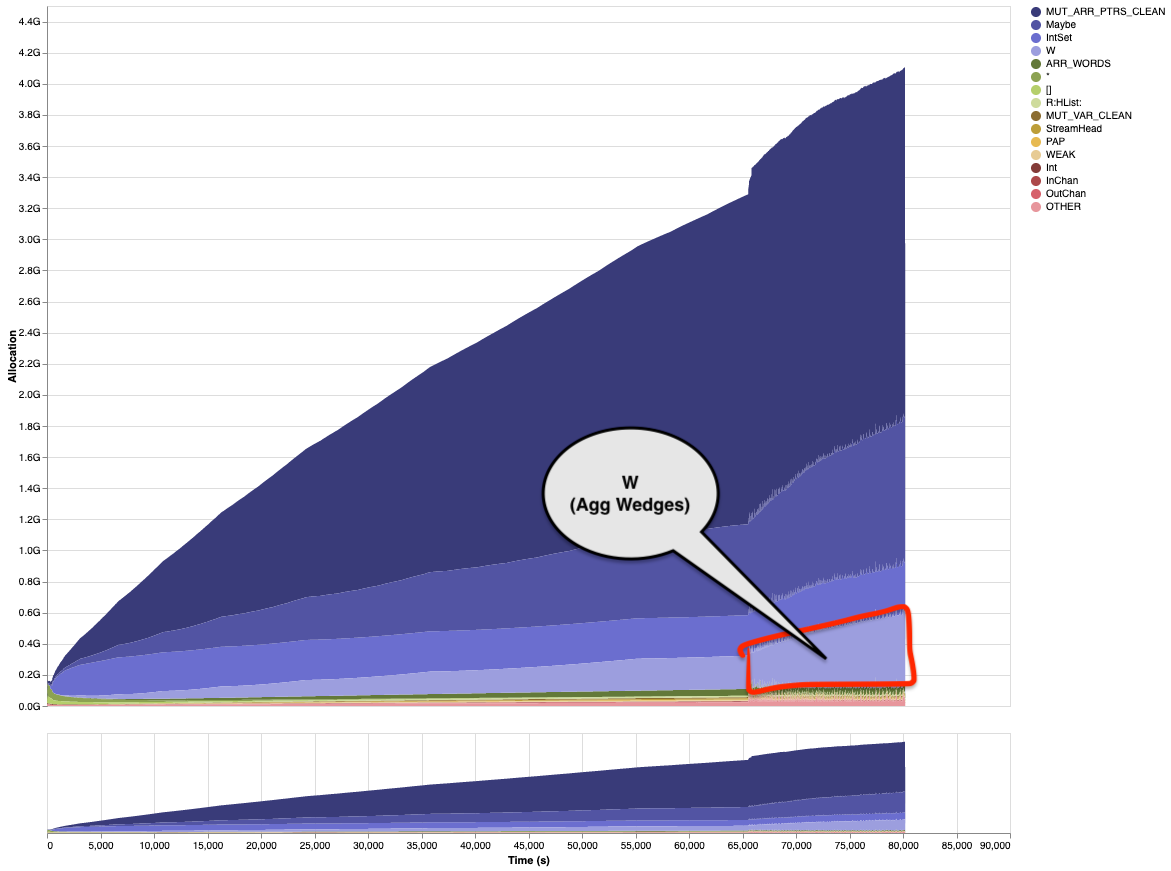 4.4G
4.2G
4.0G
3.8G
3.6G
3.4G
3.2G
3.0G
2.8G
2.6G
2.4G
2.2G
2.0G
1.8G
1.6G
1.4G
1.2G
1.0G
0.8G
0.6G
0.4G
0.2G
0.0G
Allocation
W
(Agg Wedges)
MUT_ARR_PTRS_CLEAN
Maybe
IntSet
W
ARR_WORDS
*
[]
R:HList:
MUT_VAR_CLEAN
StreamHead
PAP
WEAK
Int
InChan
OutChan
OTHER
0 5,000 10,000 15,000 20,000 25,000 30,000 35,000 40,000 45,000 50,000 55,000 60,000 65,000 70,000 75,000 80,000 85,000 90,000
Time (s)